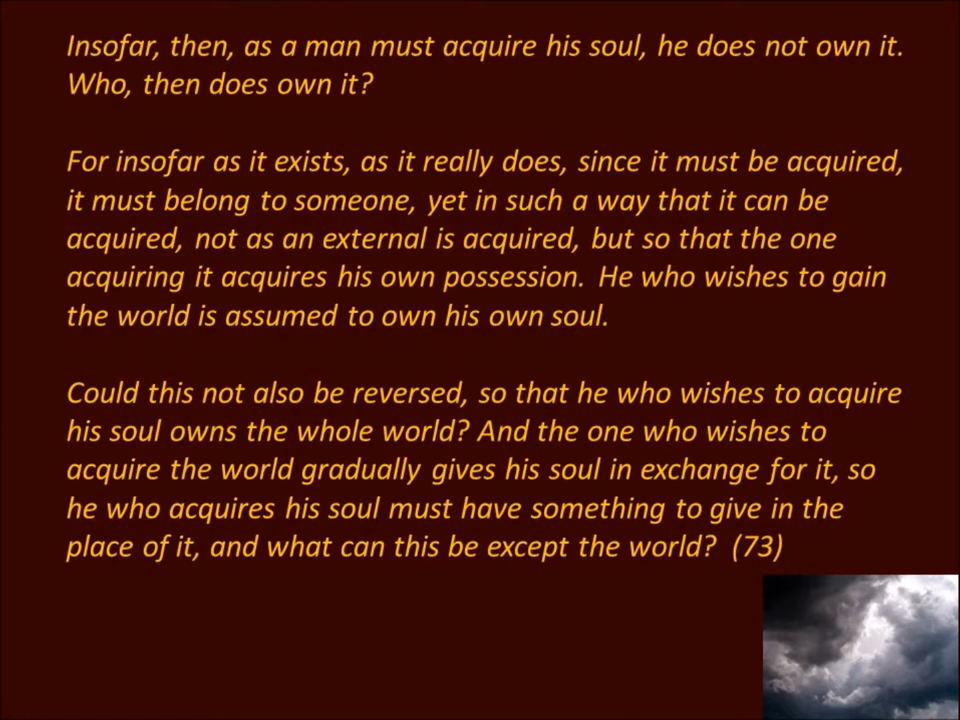 Insofar, then, as a man must acquire his soul, he does not own it.
Who, then does own it?
For insofar as it exists, as it really does, since it must be acquired,
it must belong to someone, yet in such a way that it can be
acquired, not as an external is acquired, but so that the one
acquiring it acquires his own possession.  He who wishes to gain
the world is assumed to own his own soul.
Could this not also be reversed, so that he who wishes to acquire
his soul owns the whole world? And the one who wishes to
acquire the world gradually gives his soul in exchange for it, so
he who acquires his soul must have something to give in the
place of it, and what can this be except the world?  (73)